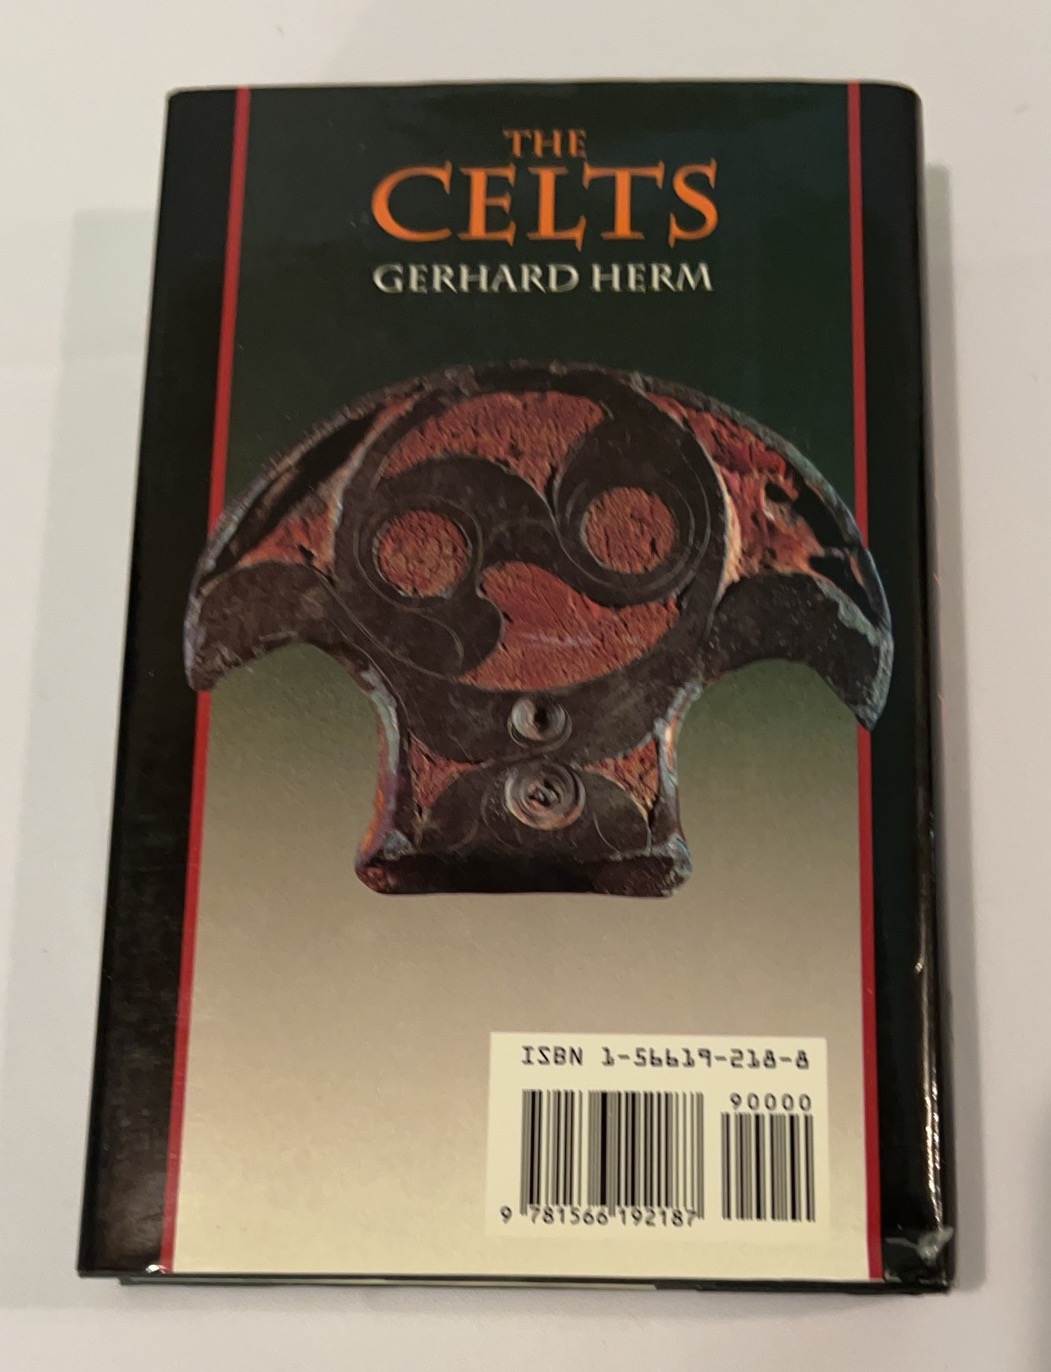 THE
CELTS
GERHARD HERM
ISBN 1-56619-218-8
90000
9 781566 192187